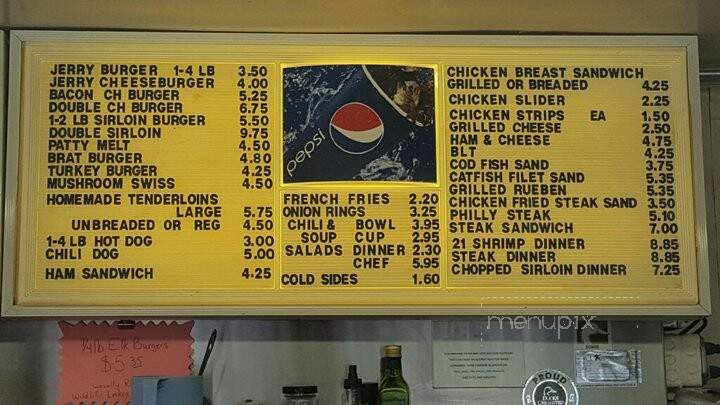 JERRY BURGER 1-4 LB 3.50
JERRY CHEESEBURGER 4.00
BACON CH BURGER 5.25
DOUBLE CH BURGER 6.75
1-2 LB SIRLOIN BURGER 5.50
DOUBLE SIRLOIN 9.75
PATTY MELT 4.50
BRAT BURGER 4.80
TURKEY BURGER 4.25
MUSHROOM SWISS 4.50
HOMEMADE TENDERLOINS
LARGE 5.75
UNBREADED OR REG 4.50
1-4 LB HOT DOG 3.00
CHILI DOG 5.00
HAM SANDWICH 4.25
pepsi
FRENCH FRIES 2.20
ONION RINGS 3.25
CHILI & BOWL 3.95
SOUP CUP 2.95
SALADS DINNER 2.30
CHEF 5.95
COLD SIDES 1.60
CHICKEN BREAST SANDWICH
GRILLED OR BREADED 4.25
CHICKEN SLIDER 2.25
CHICKEN STRIPS EA 1.50
GRILLED CHEESE 2.50
HAM & CHEESE 4.75
BLT 4.25
COD FISH SAND 3.75
CATFISH FILET SAND 5.35
GRILLED RUEBEN 5.35
CHICKEN FRIED STEAK SAND 3.50
PHILLY STEAK 5.10
STEAK SANDWICH 7.00
21 SHRIMP DINNER 8.85
STEAK DINNER 8.85
CHOPPED SIRLOIN DINNER 7.25
menupix
1/4 lb Elk Burgers
$5.35
Locally R
PROUD
DUCKS
UNLIMITED